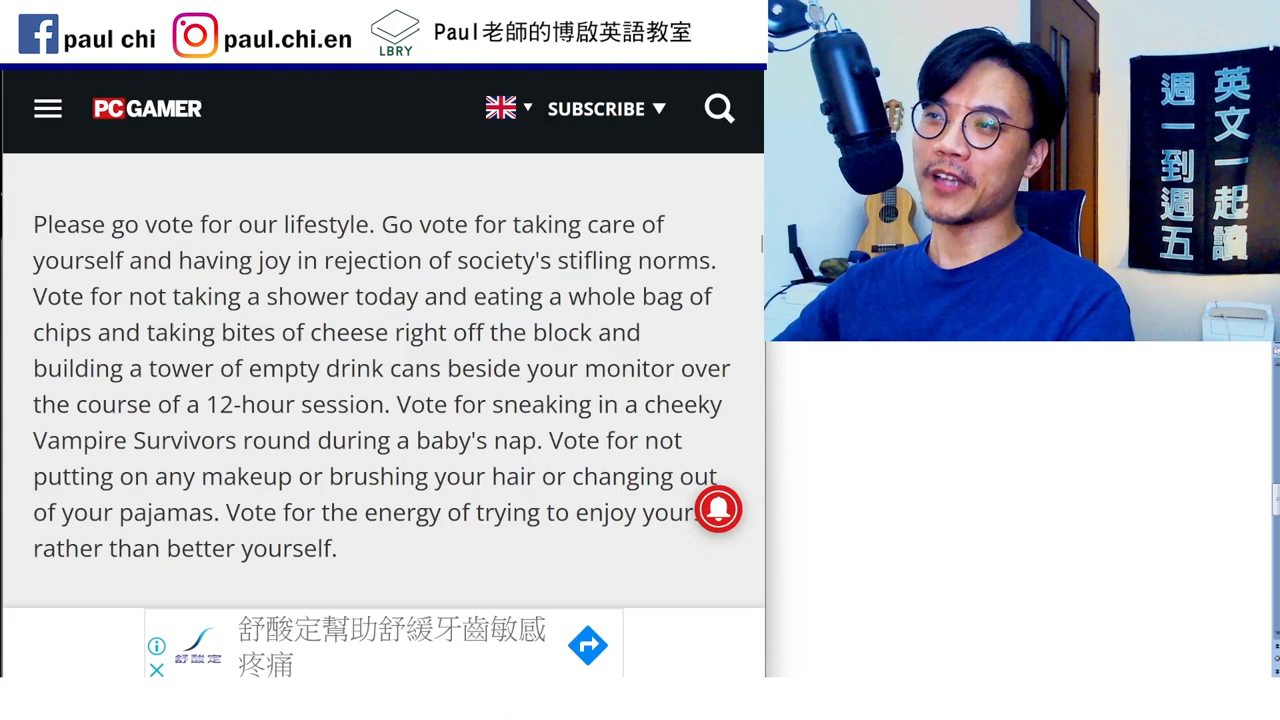 paul chi
paul.chi.en
LBRY
Paul老師的博啟英語教室
PC GAMER
SUBSCRIBE
Please go vote for our lifestyle. Go vote for taking care of
yourself and having joy in rejection of society's stifling norms.
Vote for not taking a shower today and eating a whole bag of
chips and taking bites of cheese right off the block and
building a tower of empty drink cans beside your monitor over
the course of a 12-hour session. Vote for sneaking in a cheeky
Vampire Survivors round during a baby's nap. Vote for not
putting on any makeup or brushing your hair or changing out
of your pajamas. Vote for the energy of trying to enjoy your
rather than better yourself.
英文一起讀
週一到週五
舒酸定
舒酸定幫助舒緩牙齒敏感
疼痛